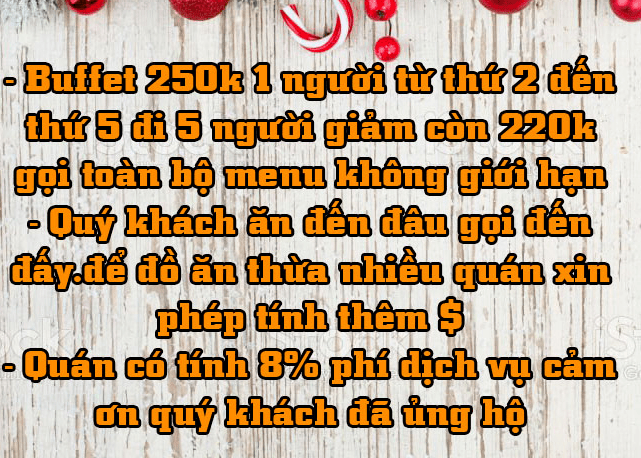 - Buffet 250k 1 người từ thứ 2 đến
thứ 5 đi 5 người giảm còn 220k
gọi toàn bộ menu không giới hạn
- Quý khách ăn đến đâu gọi đến
đấy.để đồ ăn thừa nhiều quán xin
phép tính thêm $
- Quán có tính 8% phí dịch vụ cảm
ơn quý khách đã ủng hộ